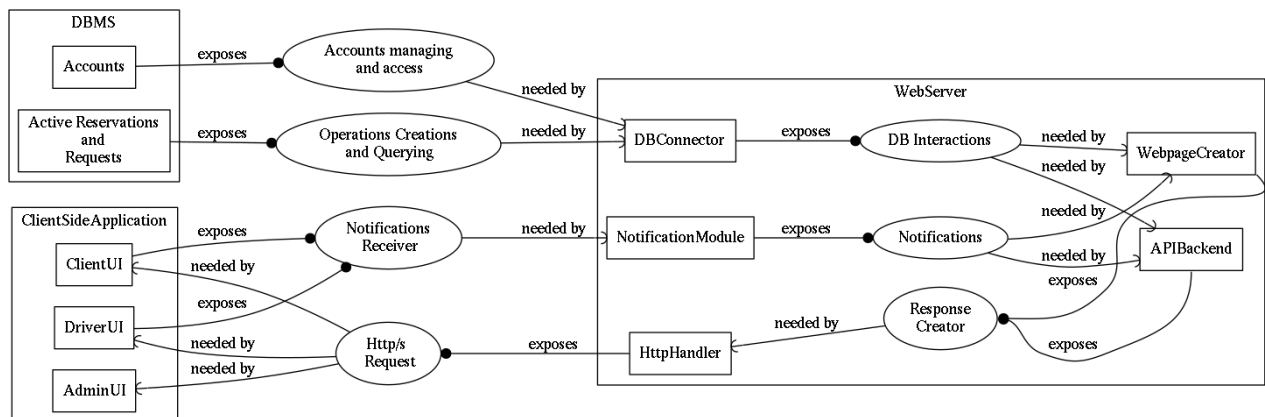 DBMS
Accounts
exposes
Accounts managing
and access
needed by
Active Reservations
and
Requests
exposes
Operations Creations
and Querying
needed by
WebServer
DBConnector
exposes
DB Interactions
needed by
needed by
WebpageCreator
ClientSideApplication
ClientUI
exposes
needed by
Notifications
Receiver
needed by
NotificationModule
exposes
Notifications
needed by
needed by
APIBackend
exposes
DriverUI
exposes
needed by
AdminUI
needed by
Http/s
Request
exposes
HttpHandler
needed by
Response
Creator
exposes